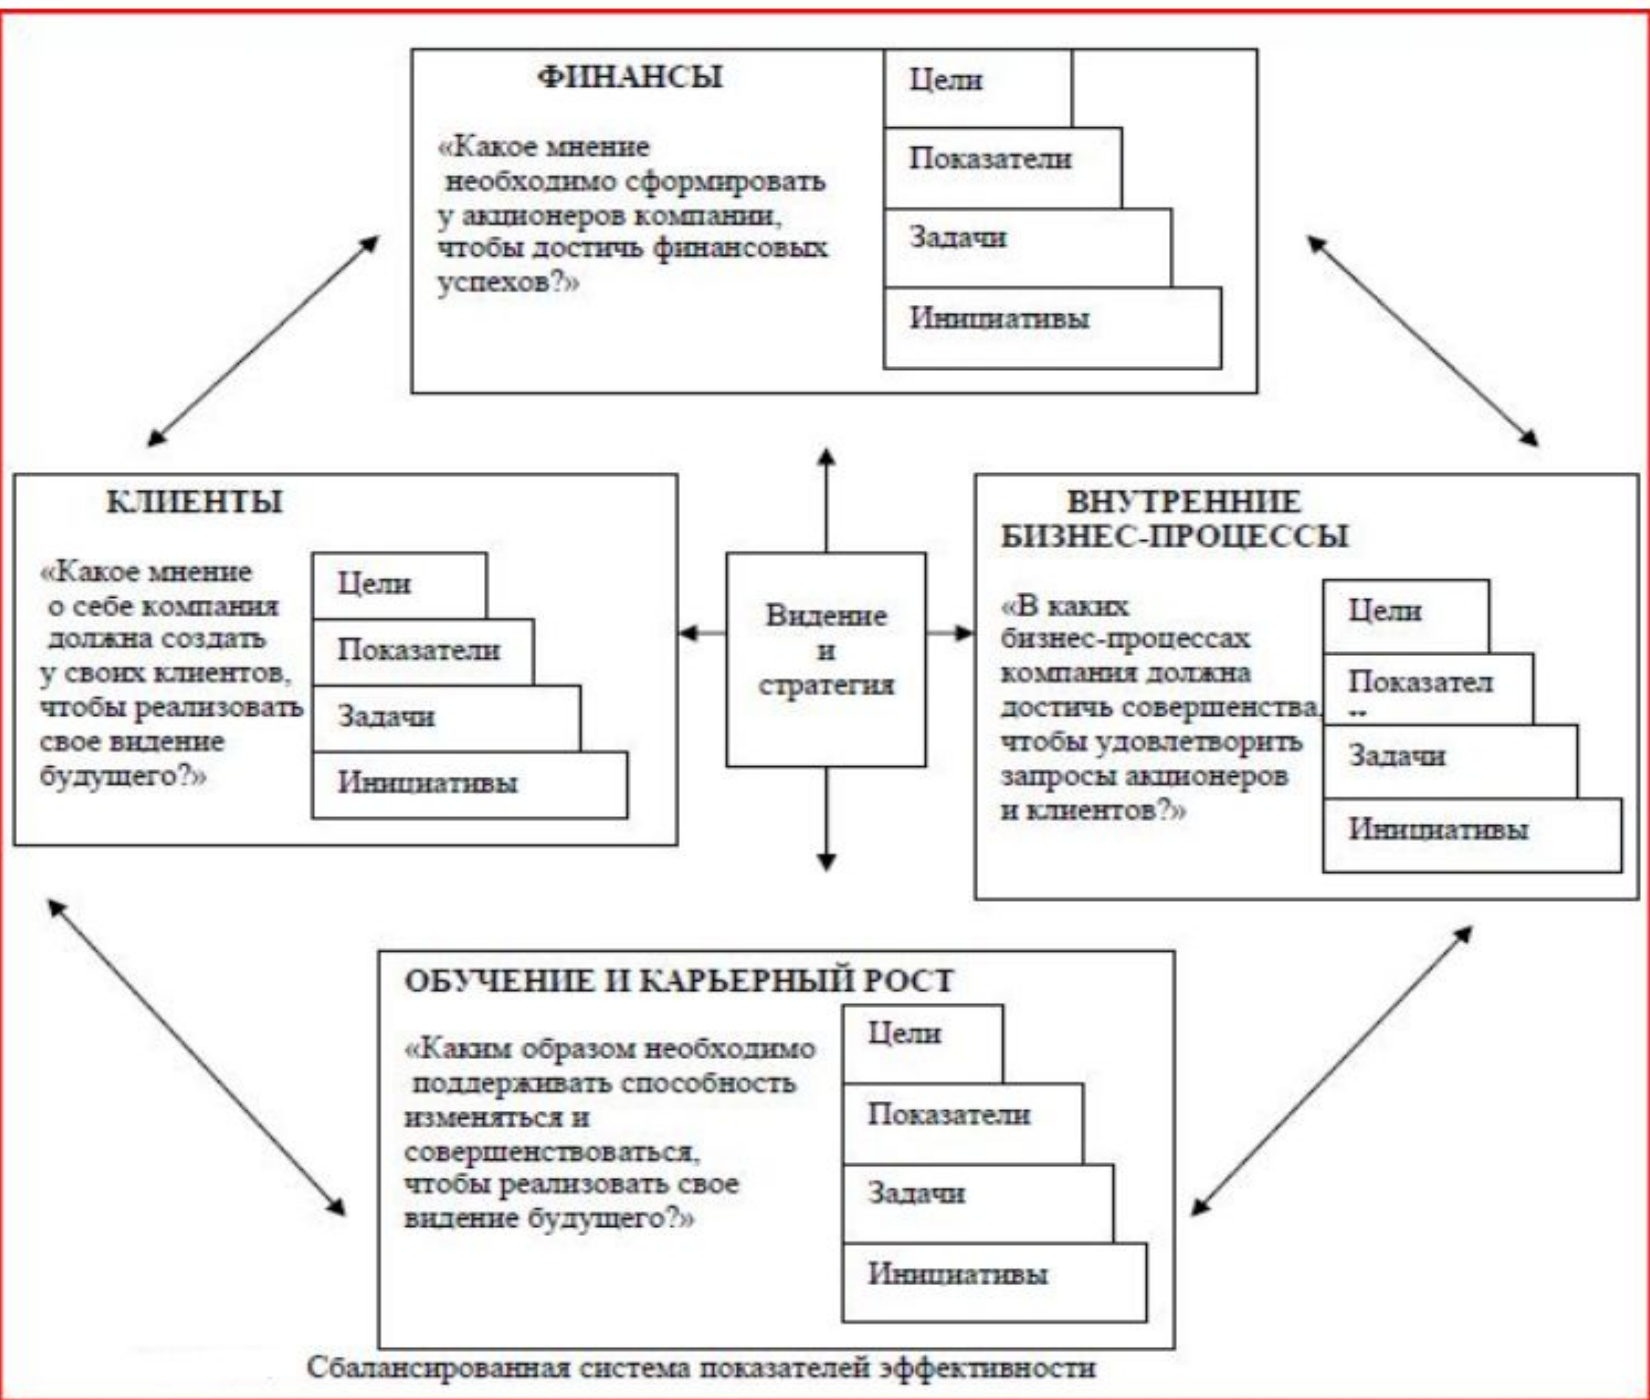 ФИНАНСЫ
«Какое мнение
необходимо сформировать
у акционеров компании,
чтобы достичь финансовых
успехов?»
Цели
Показатели
Задачи
Инициативы
КЛИЕНТЫ
«Какое мнение
о себе компания
должна создать
у своих клиентов,
чтобы реализовать
свое видение
будущего?»
Цели
Показатели
Задачи
Инициативы
Видение
и
стратегия
ВНУТРЕННИЕ
БИЗНЕС-ПРОЦЕССЫ
«В каких
бизнес-процессах
компания должна
достичь совершенства,
чтобы удовлетворить
запросы акционеров
и клиентов?»
Цели
Показател
Задачи
Инициативы
ОБУЧЕНИЕ И КАРЬЕРНЫЙ РОСТ
«Каким образом необходимо
поддерживать способность
изменяться и
совершенствоваться,
чтобы реализовать свое
видение будущего?»
Цели
Показатели
Задачи
Инициативы
Сбалансированная система показателей эффективности